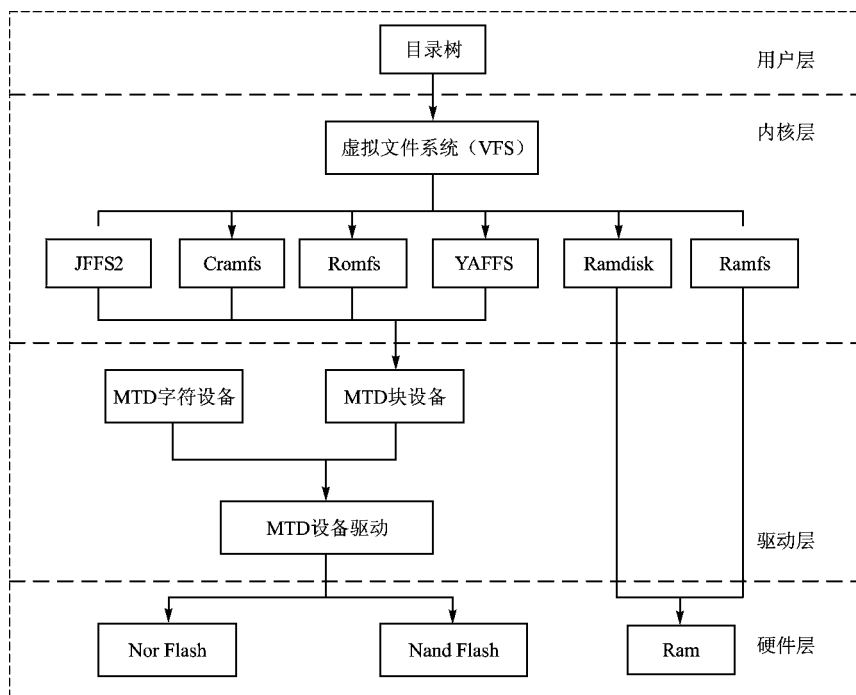 目录树
用户层
虚拟文件系统（VFS）
内核层
JFFS2
Cramfs
Romfs
YAFFS
Ramdisk
Ramfs
MTD字符设备
MTD块设备
MTD设备驱动
驱动层
Nor Flash
Nand Flash
Ram
硬件层